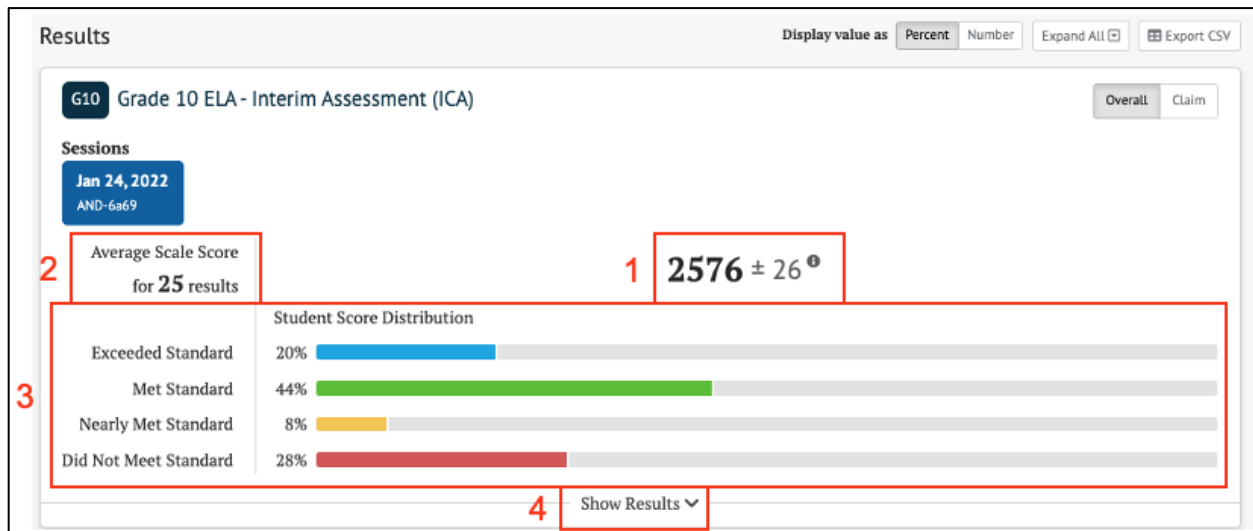 Results
Display value as Percent Number Expand All Export CSV
G10 Grade 10 ELA - Interim Assessment (ICA)
Overall Claim
Sessions
Jan 24, 2022
AND-6a69
2 Average Scale Score
for 25 results
1 2576 ± 26
3 Student Score Distribution
Exceeded Standard 20%
Met Standard 44%
Nearly Met Standard 8%
Did Not Meet Standard 28%
4 Show Results